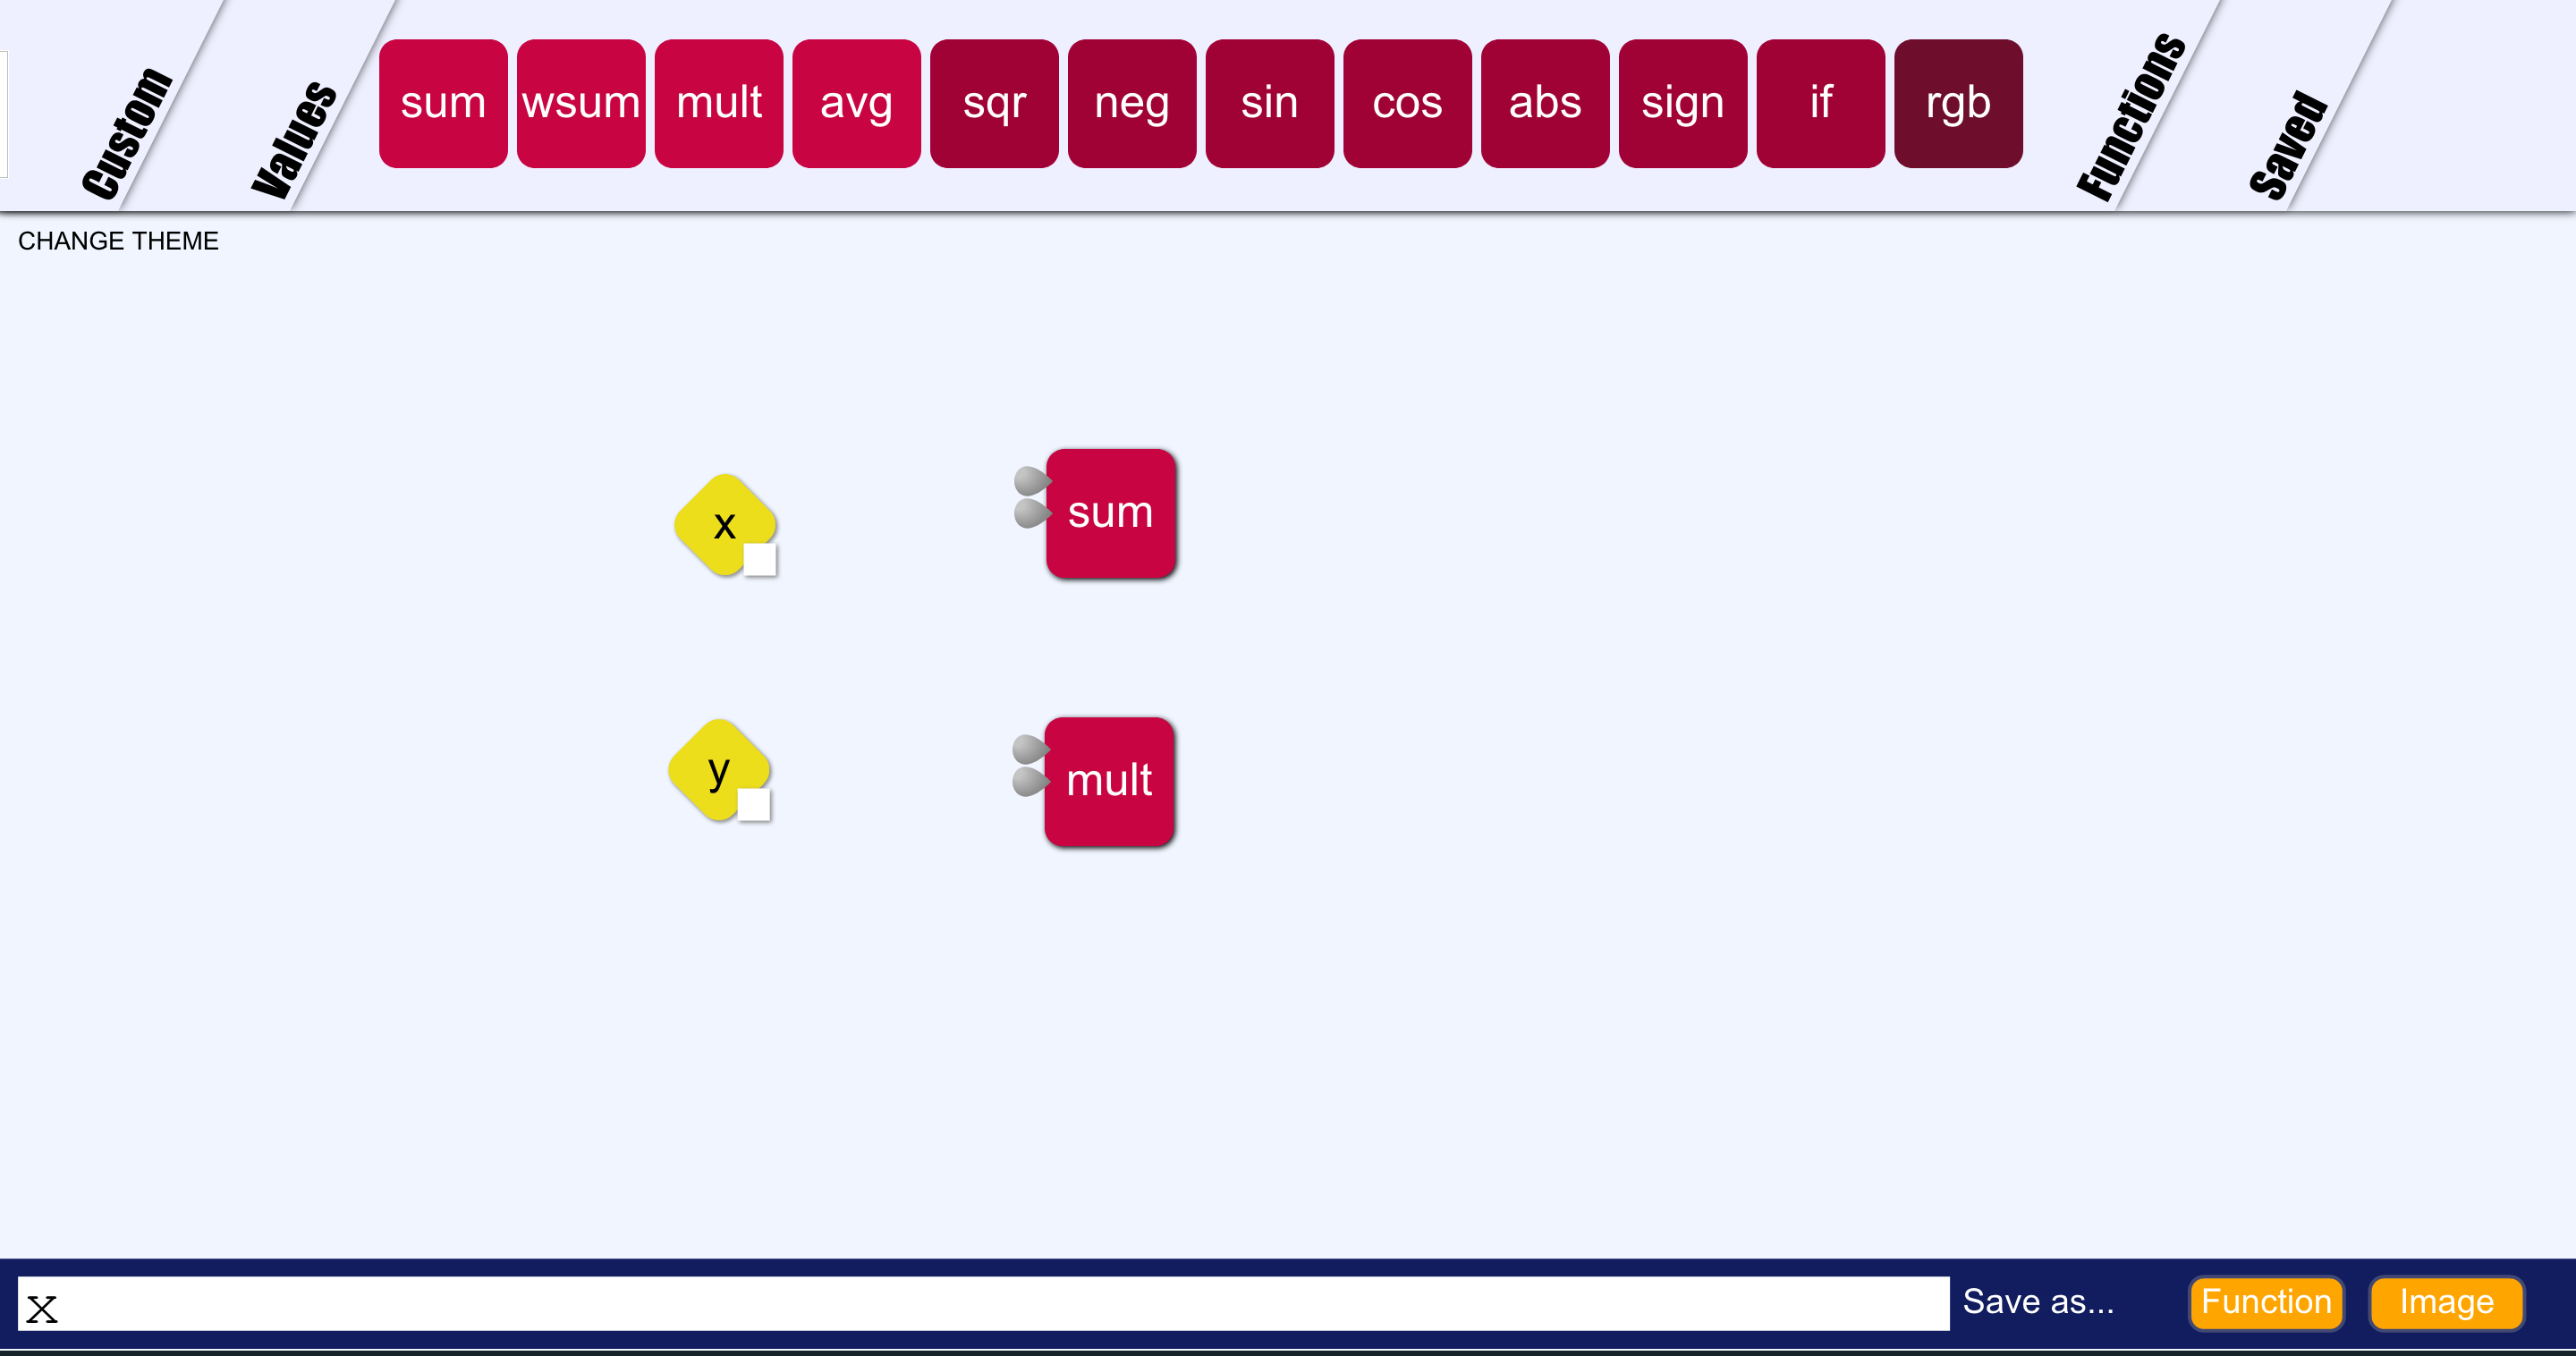 Custom
Values
sum wsum mult avg sqr neg sin cos abs sign if rgb
Functions
Saved
CHANGE THEME
x
sum
y
mult
x Save as... Function Image